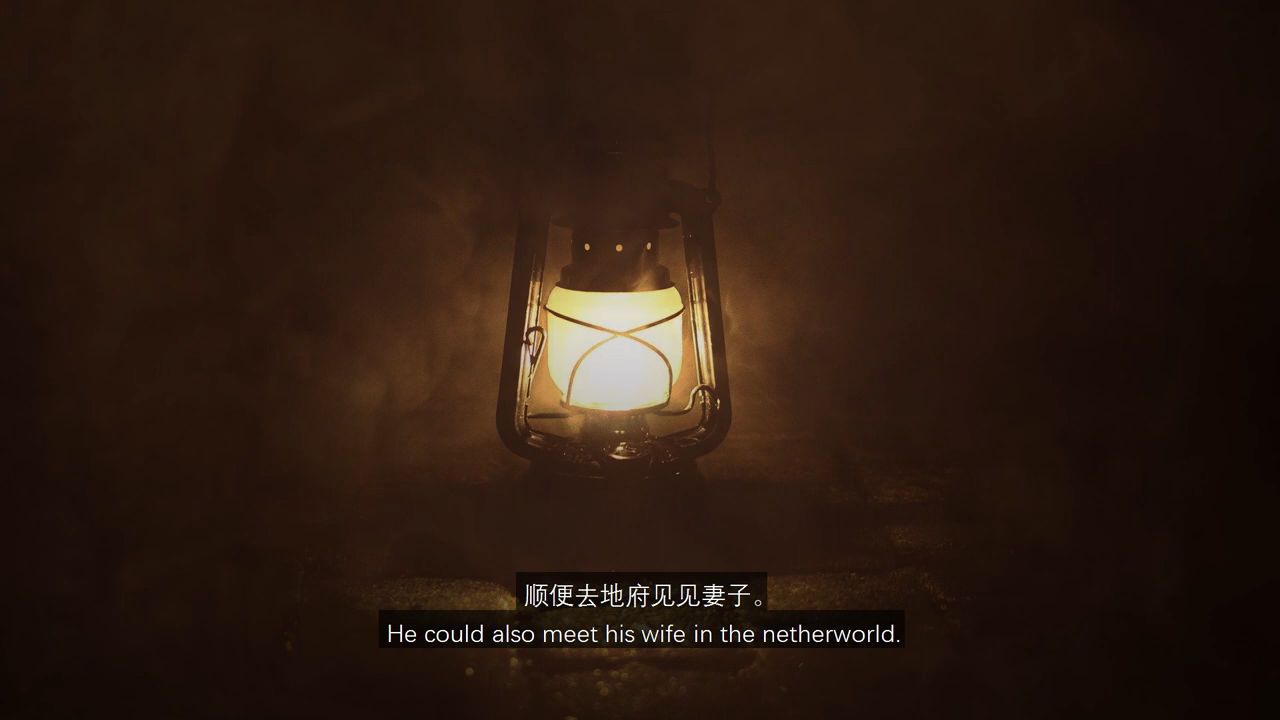 顺便去地府见见妻子。
He could also meet his wife in the netherworld.